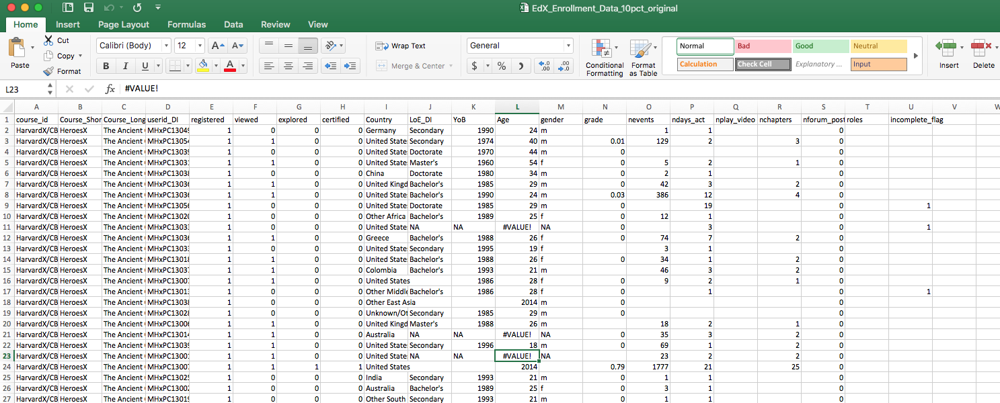 EdX_Enrollment_Data_10pct_original
Home Insert Page Layout Formulas Data Review View
Paste Cut Copy Format
Calibri (Body) 12 A A
B I U A
Wrap Text
Merge & Center
General
$ % )
Conditional Formatting
Format as Table
Normal Bad Good Neutral
Calculation Check Cell Explanatory ... Input
Insert Delete
L23 fx #VALUE!
A B C D E F G H I J K L M N O P Q R S T U V W
1 course_id Course_Shor Course_Long userid_DI registered viewed explored certified Country LoE_DI YoB Age gender grade nevents ndays_act nplay_video nchapters nforum_post roles incomplete_flag
2 HarvardX/CB HeroesX The Ancient MHxPC13049 1 0 0 0 Germany Secondary 1990 24 m 1 1 0
3 HarvardX/CB HeroesX The Ancient MHxPC13054 1 1 0 0 United State Secondary 1974 40 m 0.01 129 2 3 0
4 HarvardX/CB HeroesX The Ancient MHxPC13039 1 0 0 0 United State Doctorate 1970 44 m 0 0
5 HarvardX/CB HeroesX The Ancient MHxPC13031 1 1 0 0 United State Master's 1960 54 f 0 5 2 1 0
6 HarvardX/CB HeroesX The Ancient MHxPC13038 1 0 0 0 China Doctorate 1980 34 m 0 2 1 0
7 HarvardX/CB HeroesX The Ancient MHxPC13036 1 1 0 0 United Kingd Bachelor's 1985 29 m 0 42 3 2 0
8 HarvardX/CB HeroesX The Ancient MHxPC13036 1 1 0 0 United State Bachelor's 1990 24 m 0.03 386 12 4 0
9 HarvardX/CB HeroesX The Ancient MHxPC13056 1 0 0 0 United State Doctorate 1985 29 m 0 19 0 1
10 HarvardX/CB HeroesX The Ancient MHxPC13020 1 0 0 0 Other Africa Bachelor's 1989 25 f 0 12 1 0
11 HarvardX/CB HeroesX The Ancient MHxPC13033 1 0 0 0 United State NA NA #VALUE! NA 0 3 0 1
12 HarvardX/CB HeroesX The Ancient MHxPC13036 1 1 0 0 Greece Bachelor's 1988 26 f 0 74 7 2 0
13 HarvardX/CB HeroesX The Ancient MHxPC13033 1 0 0 0 United State Secondary 1995 19 f 3 1 0
14 HarvardX/CB HeroesX The Ancient MHxPC13018 1 1 0 0 United State Bachelor's 1988 26 f 0 34 1 2 0
15 HarvardX/CB HeroesX The Ancient MHxPC13037 1 1 0 0 Colombia Bachelor's 1993 21 m 46 3 2 0
16 HarvardX/CB HeroesX The Ancient MHxPC13007 1 1 0 0 United States 1986 28 f 0 9 2 1 0
17 HarvardX/CB HeroesX The Ancient MHxPC13013 1 0 0 0 Other Middle Bachelor's 1986 28 f 0 1 0 1
18 HarvardX/CB HeroesX The Ancient MHxPC13038 1 0 0 0 Other East Asia 2014 m 0 0
19 HarvardX/CB HeroesX The Ancient MHxPC13028 1 0 0 0 Unknown/Ot Secondary 1985 29 m 0 0
20 HarvardX/CB HeroesX The Ancient MHxPC13006 1 1 0 0 United Kingd Master's 1988 26 m 18 2 1 0
21 HarvardX/CB HeroesX The Ancient MHxPC13014 1 1 0 0 Australia NA NA #VALUE! NA 0 35 3 2 0
22 HarvardX/CB HeroesX The Ancient MHxPC13039 1 1 0 0 United State Secondary 1996 18 m 0 69 1 2 0
23 HarvardX/CB HeroesX The Ancient MHxPC13001 1 1 0 0 United State NA NA #VALUE! NA 23 2 2 0
24 HarvardX/CB HeroesX The Ancient MHxPC13007 1 1 1 1 United States 2014 0.79 1777 21 25 0
25 HarvardX/CB HeroesX The Ancient MHxPC13025 1 0 0 0 India Secondary 1993 21 m 0 1 1 0
26 HarvardX/CB HeroesX The Ancient MHxPC13002 1 0 0 0 Australia Bachelor's 1989 25 f 0 3 1 0
27 HarvardX/CB HeroesX The Ancient MHxPC13019 1 0 0 0 Other South Secondary 1993 21 m 0 1 1 0